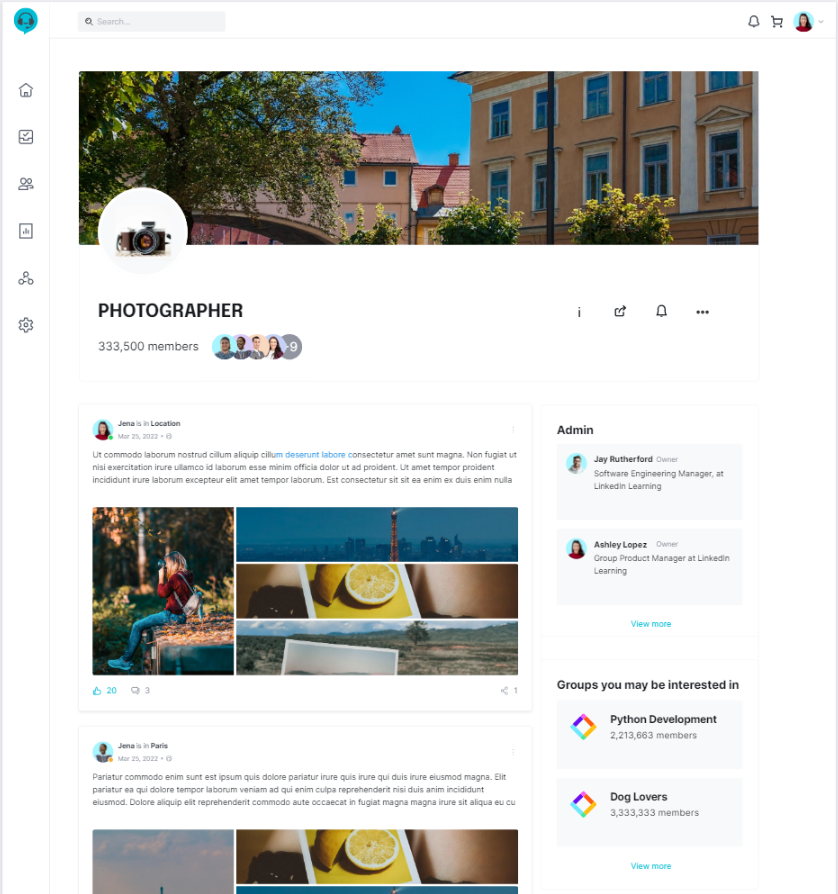 Search...
PHOTOGRAPHER
i
333,500 members
+9
Jena is in Location
Mar 25, 2022 •
Ut commodo laborum nostrud cillum aliquip cillum deserunt labore consectetur amet sunt magna. Non fugiat ut
nisi exercitation irure ullamco id laborum esse minim officia dolor ut ad proident. Ut amet tempor proident
incididunt irure laborum excepteur elit amet tempor laborum. Est consectetur sit sit ea enim ex duis enim nulla
20
3
1
Jena is in Paris
Mar 25, 2022 •
Pariatur commodo enim sunt est ipsum quis dolore pariatur irure quis irure qui duis irure eiusmod magna. Elit
pariatur ea qui dolore tempor laborum veniam ad qui enim culpa reprehenderit nisi duis anim incididunt
eiusmod. Dolore aliquip elit reprehenderit commodo aute occaecat in fugiat magna magna irure sit aliqua eu cu
Admin
Jay Rutherford Owner
Software Engineering Manager, at
LinkedIn Learning
Ashley Lopez Owner
Group Product Manager at LinkedIn
Learning
View more
Groups you may be interested in
Python Development
2,213,663 members
Dog Lovers
3,333,333 members
View more